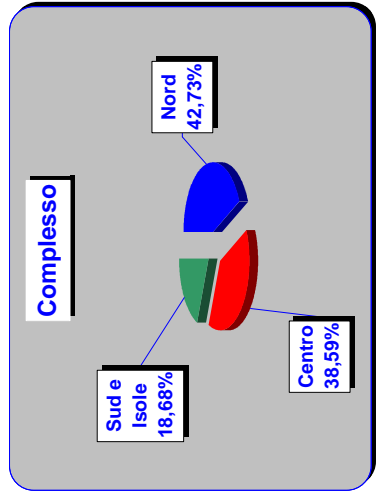 Complesso
Sud e
Isole
18,68%
Nord
42,73%
Centro
38,59%